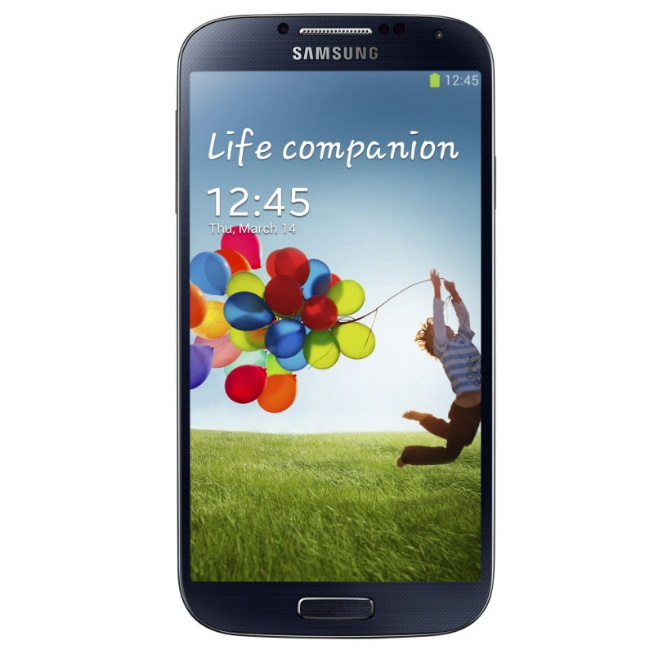 SAMSUNG
12:45
Life companion
12:45
Thu, March 14